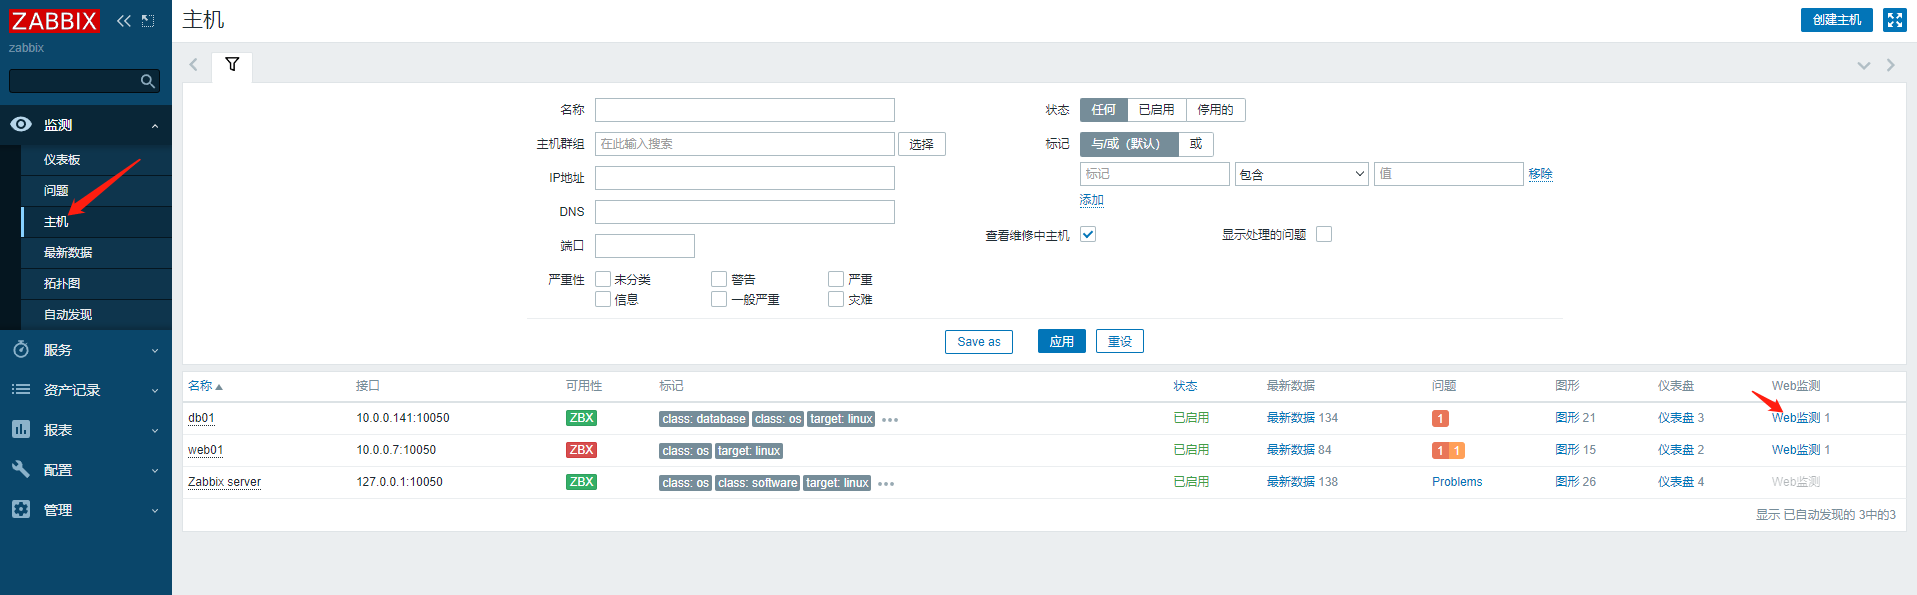 ZABBIX
zabbix
监测
仪表板
问题
主机
最新数据
拓扑图
自动发现
服务
资产记录
报表
配置
管理
主机
创建主机
名称
主机群组 在此输入搜索 选择
IP地址
DNS
端口
严重性 未分类 警告 严重
信息 一般严重 灾难
状态 任何 已启用 停用的
标记 与/或（默认） 或
标记 包含 值 移除
添加
查看维修中主机 显示处理的问题
Save as 应用 重设
名称 接口 可用性 标记 状态 最新数据 问题 图形 仪表盘 Web监测
db01 10.0.0.141:10050 ZBX class: database class: os target: linux ••• 已启用 最新数据 134 1 图形 21 仪表盘 3 Web监测 1
web01 10.0.0.7:10050 ZBX class: os target: linux 已启用 最新数据 84 1 1 图形 15 仪表盘 2 Web监测 1
Zabbix server 127.0.0.1:10050 ZBX class: os class: software target: linux ••• 已启用 最新数据 138 Problems 图形 26 仪表盘 4 Web监测
显示 已自动发现的 3中的3